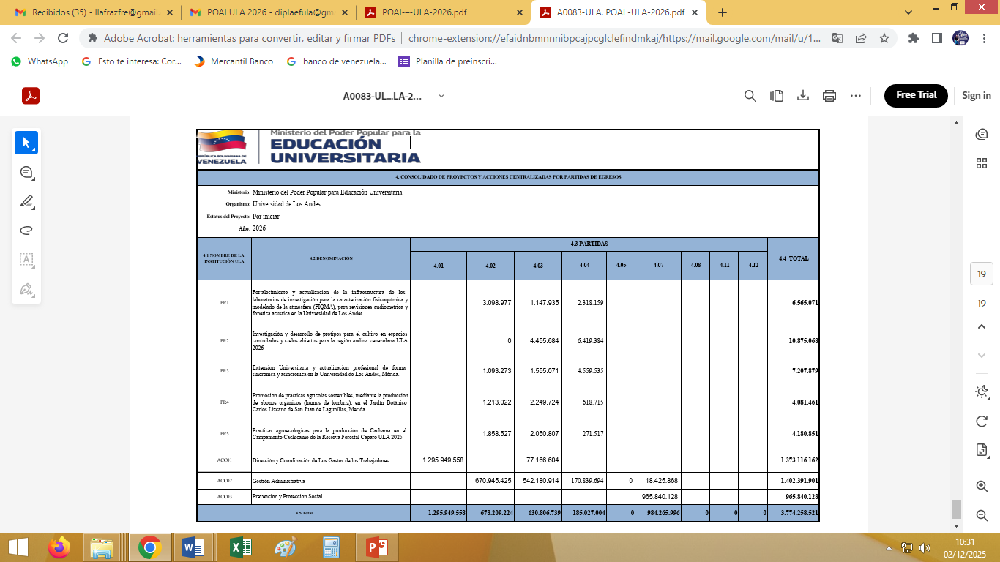 Recibidos (35) - llafrazfre@gmail.
POAI ULA 2026 - diplaefula@gm
POAI----ULA-2026.pdf
A0083-ULA. POAI -ULA-2026.pdf
Adobe Acrobat: herramientas para convertir, editar y firmar PDFs
chrome-extension://efaidnbmnnnibpcajpcglclefindmkaj/https://mail.google.com/mail/u/1...
WhatsApp
Esto te interesa: Cor...
Mercantil Banco
banco de venezuela...
Planilla de preinscri...
A0083-UL...LA-2...
Free Trial
Sign in
Ministerio del Poder Popular para la
EDUCACIÓN
UNIVERSITARIA
REPÚBLICA BOLIVARIANA DE
VENEZUELA
4. CONSOLIDADO DE PROYECTOS Y ACCIONES CENTRALIZADAS POR PARTIDAS DE EGRESOS
Ministerio: Ministerio del Poder Popular para Educación Universitaria
Organismo: Universidad de Los Andes
Estatus del Proyecto: Por iniciar
Año: 2026
4.1 NOMBRE DE LA
INSTITUCIÓN ULA
4.2 DENOMINACIÓN
4.3 PARTIDAS
4.4 TOTAL
4.01 4.02 4.03 4.04 4.05 4.07 4.08 4.11 4.12
PR1
Fortalecimiento y actualización de la infraestructura de los
laboratorios de investigación para la caracterización fisicoquímica y
modelado de la atmósfera (FIQMA), para revisiones audiometrica y
fonética acústica en la Universidad de Los Andes
3.098.977 1.147.935 2.318.159 6.565.071
PR2
Investigación y desarrollo de protipos para el cultivo en espacios
controlados y cielos abiertos para la región andina venezolana ULA
2026
0 4.455.684 6.419.384 10.875.068
PR3
Extension Universitaria y actualizacion profesional de forma
sincronica y asincronica en la Universidad de Los Andes, Mérida.
1.093.273 1.555.071 4.559.535 7.207.879
PR4
Promoción de prácticas agrícolas sostenibles, mediante la producción
de abonos orgánicos (humus de lombriz), en el Jardín Botánico
Carlos Lizcano de San Juan de Lagunillas, Mérida
1.213.022 2.249.724 618.715 4.081.461
PR5
Practicas agroecologicas para la producción de Cachama en el
Campamento Cachicamo de la Reserva Forestal Caparo ULA 2025
1.858.527 2.050.807 271.517 4.180.851
ACC01 Dirección y Coordinación de Los Gastos de los Trabajadores 1.295.949.558 77.166.604 1.373.116.162
ACC02 Gestión Administrativa 670.945.425 542.180.914 170.839.694 0 18.425.868 1.402.391.901
ACC03 Prevención y Protección Social 965.840.128 965.840.128
4.5 Total 1.295.949.558 678.209.224 630.806.739 185.027.004 0 984.265.996 0 0 0 3.774.258.521
19
19
10:31
02/12/2025